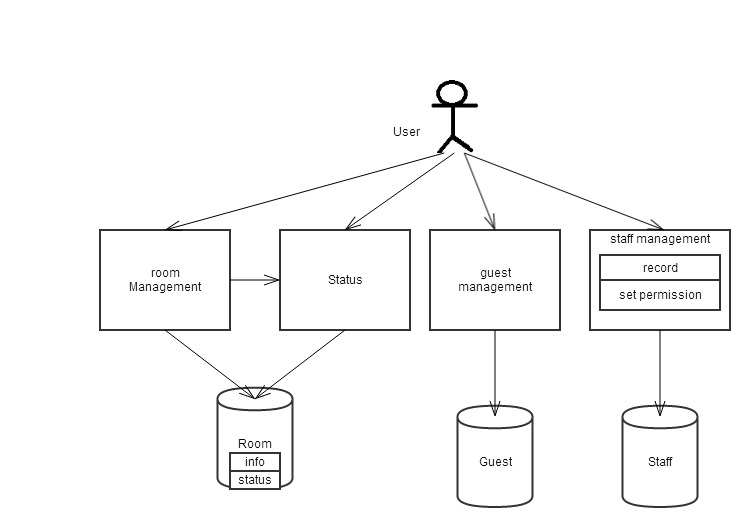 User
room
Management
Status
guest
management
staff management
record
set permission
Room
info
status
Guest
Staff